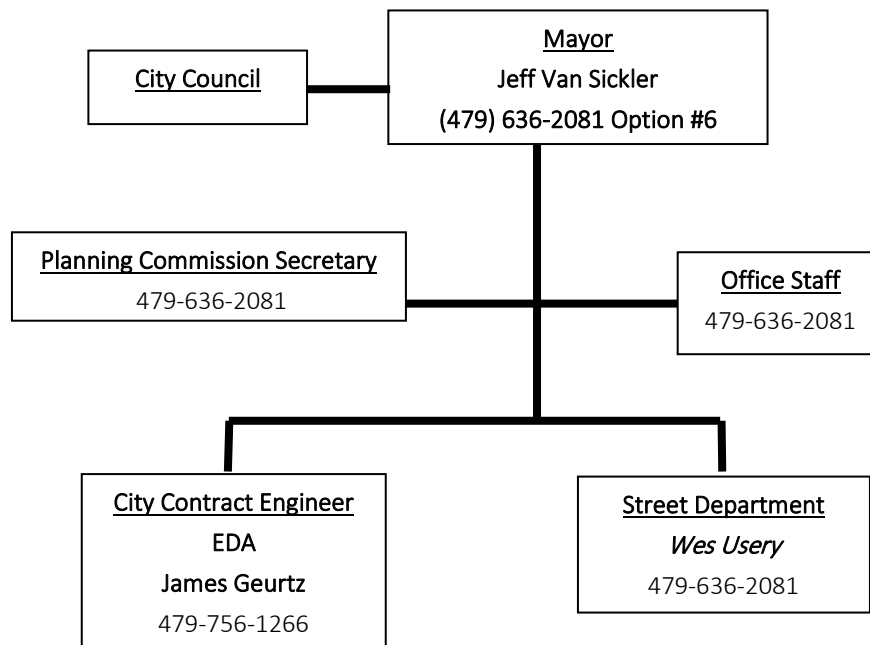 City Council
Mayor
Jeff Van Sickler
(479) 636-2081 Option #6
Planning Commission Secretary
479-636-2081
Office Staff
479-636-2081
City Contract Engineer
EDA
James Geurtz
479-756-1266
Street Department
Wes Usery
479-636-2081